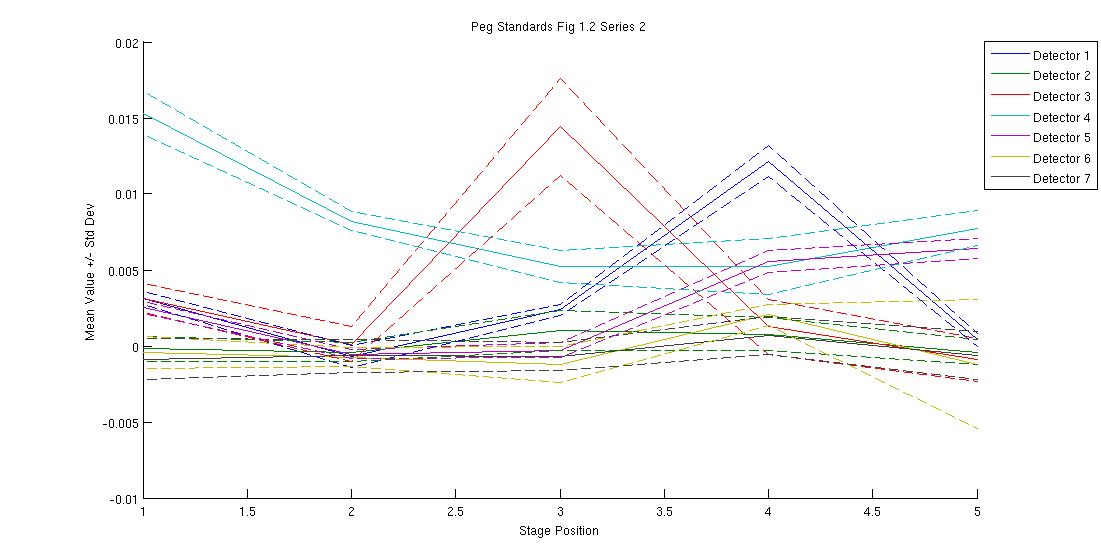 Peg Standards Fig 1.2 Series 2
0.02
0.015
0.01
0.005
0
-0.005
-0.01
Mean Value +/- Std Dev
1
1.5
2
2.5
3
3.5
4
4.5
5
Stage Position
Detector 1
Detector 2
Detector 3
Detector 4
Detector 5
Detector 6
Detector 7